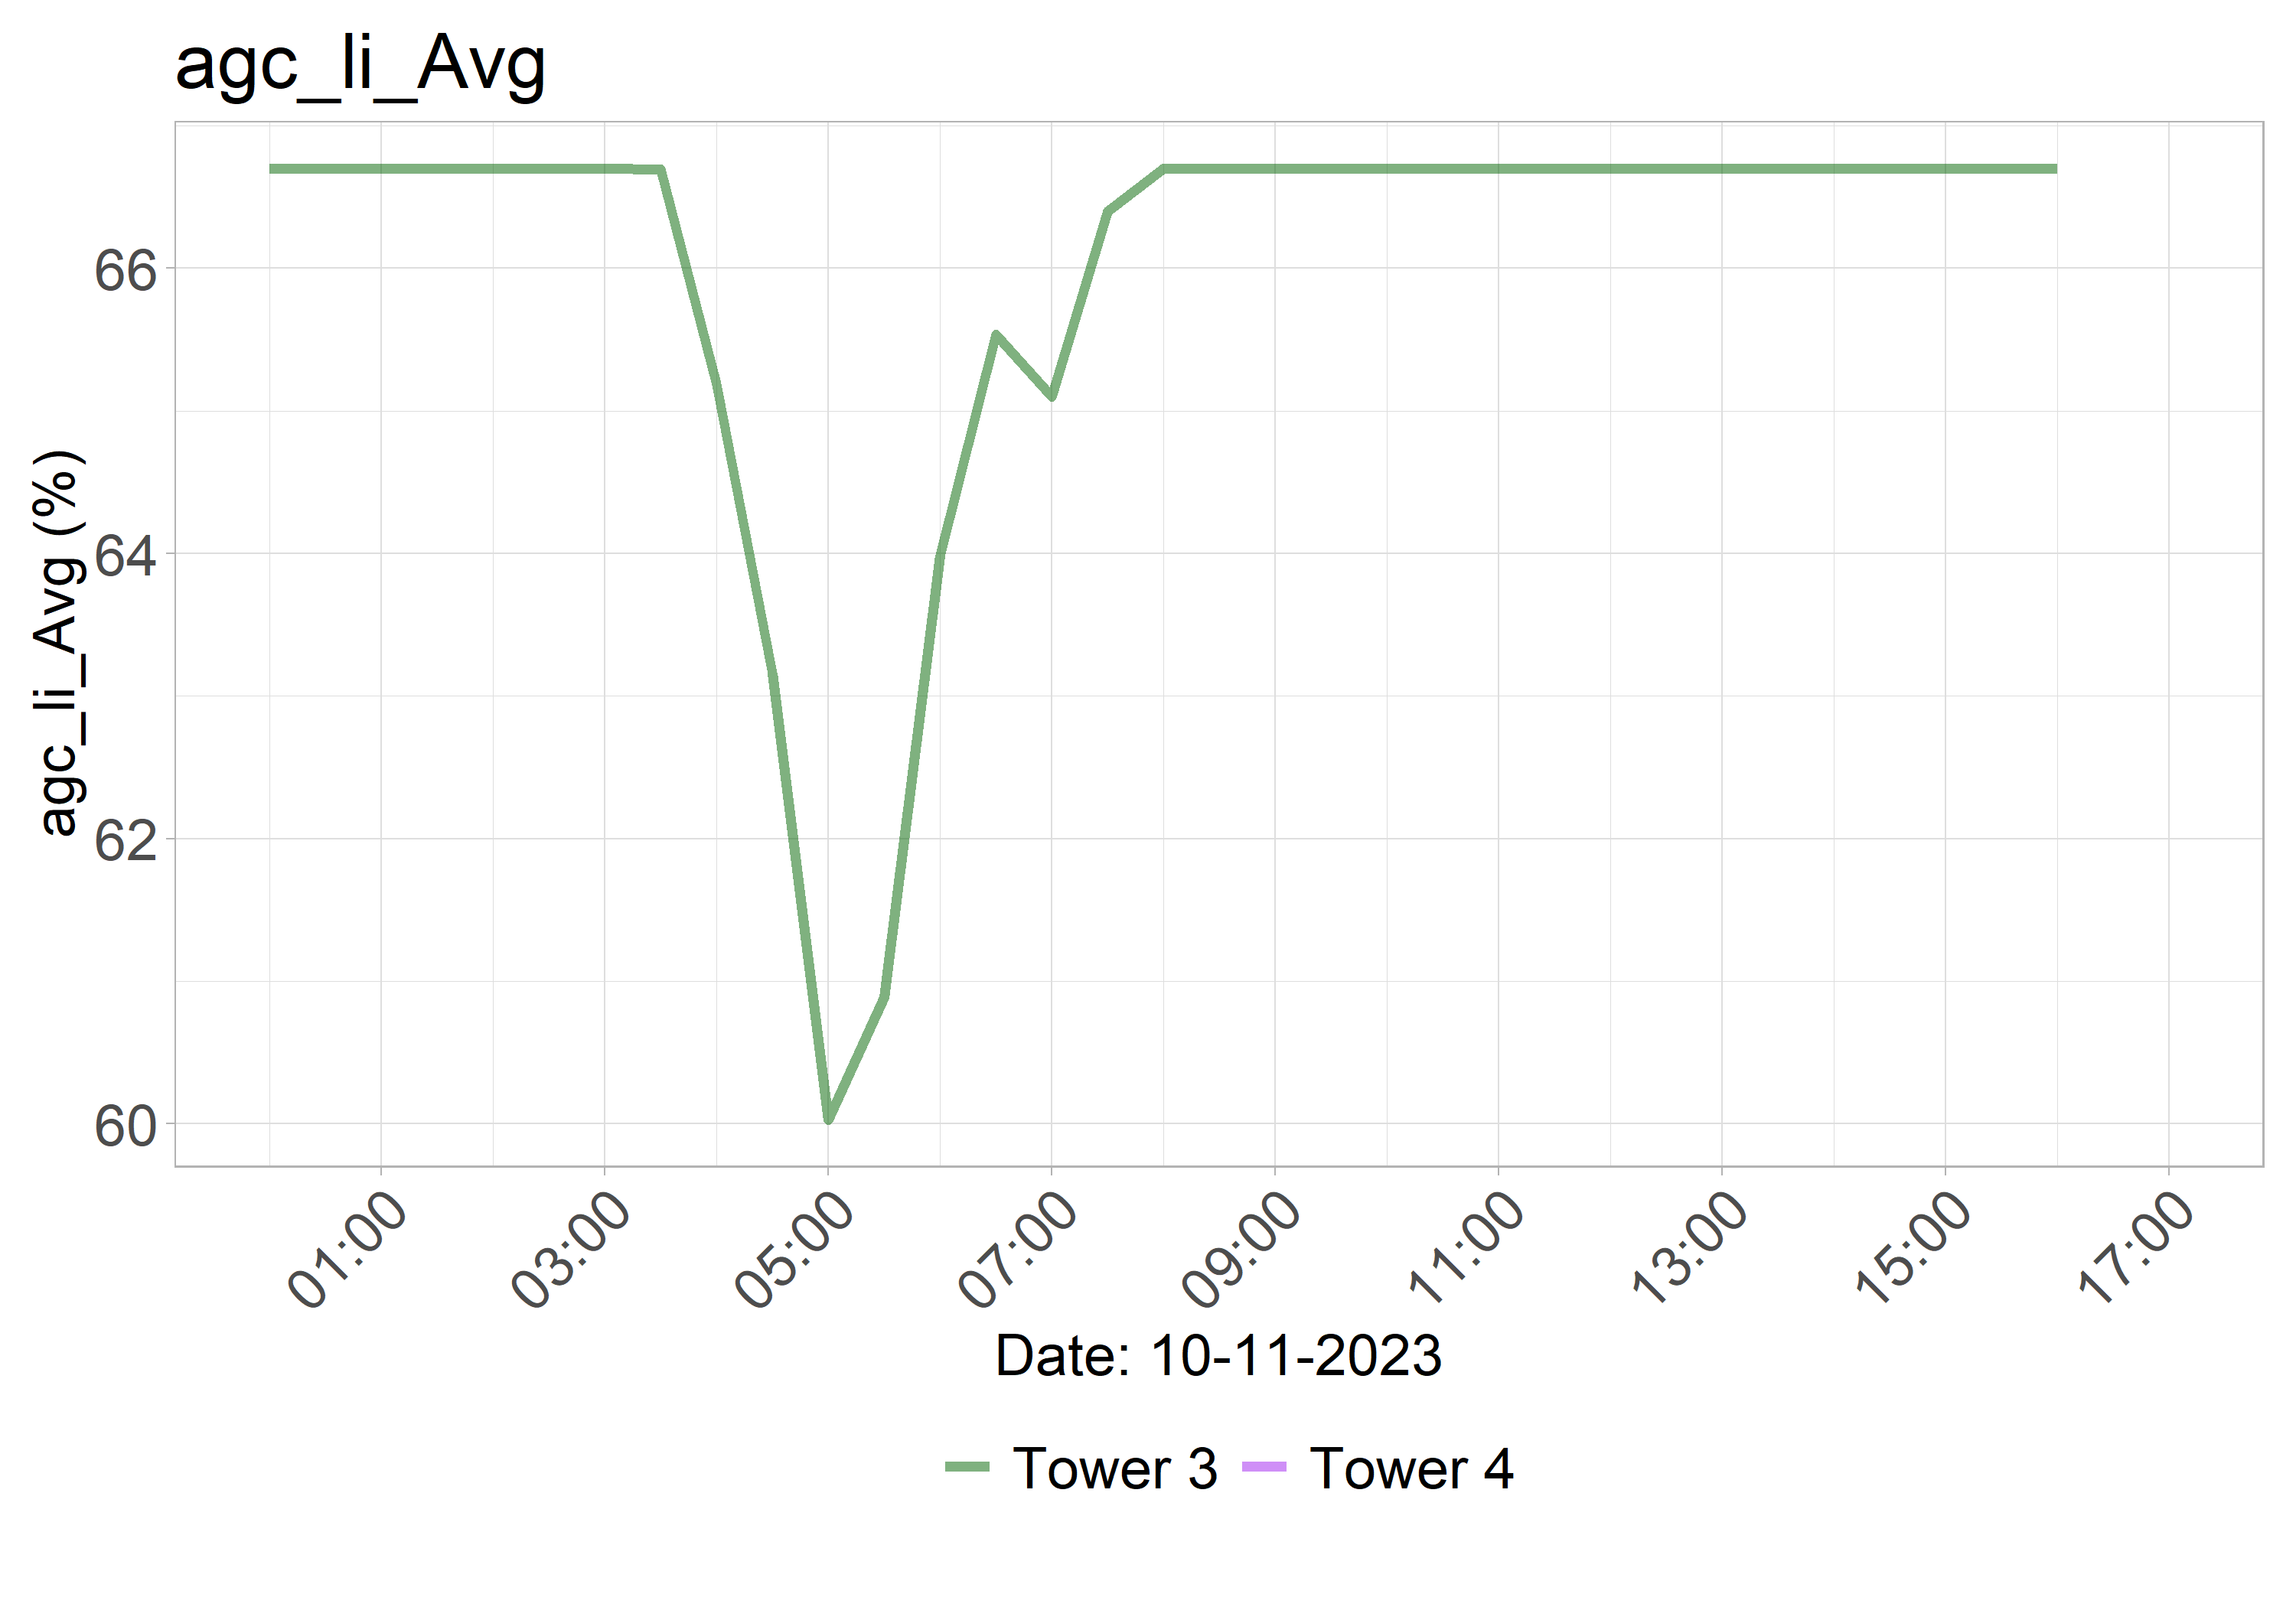 agc_li_Avg
agc_li_Avg (%)
66
64
62
60
01:00 03:00 05:00 07:00 09:00 11:00 13:00 15:00 17:00
Date: 10-11-2023
Tower 3 Tower 4